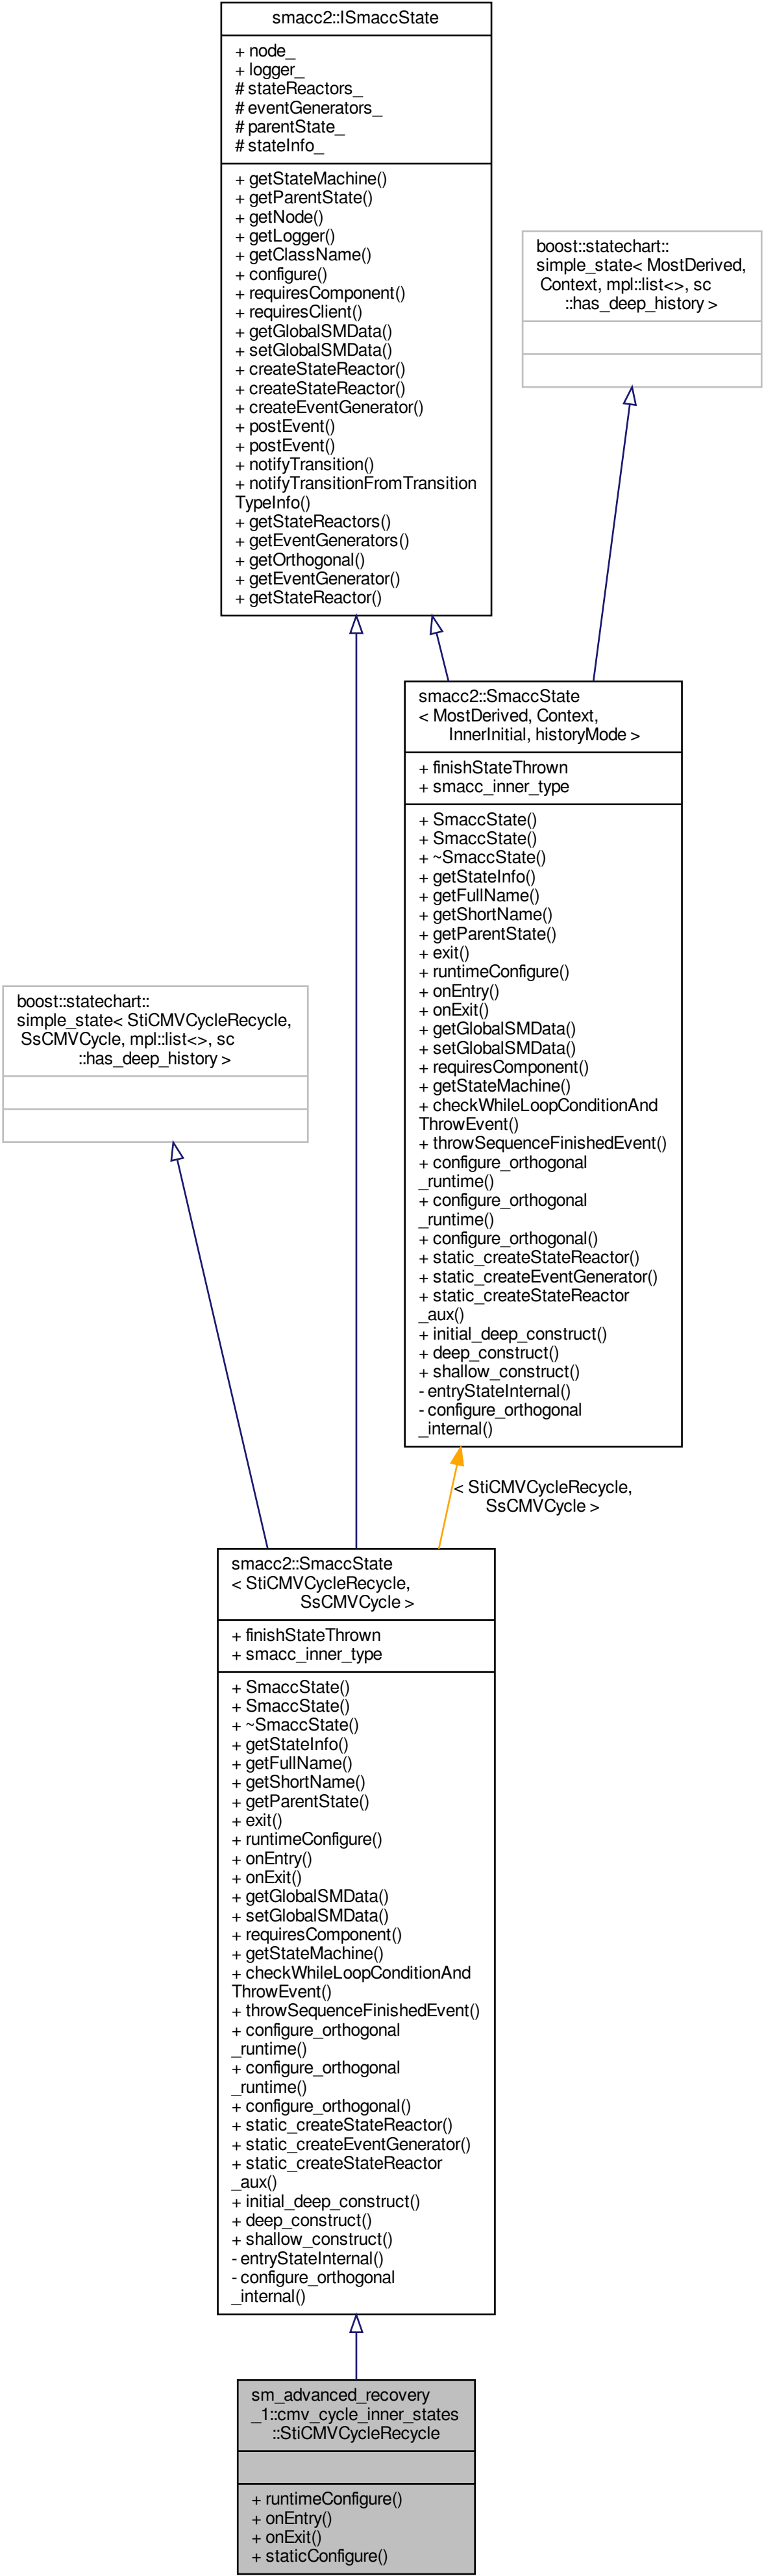 smacc2::ISmaccState
+ node_
+ logger_
# stateReactors_
# eventGenerators_
# parentState_
# stateInfo_
+ getStateMachine()
+ getParentState()
+ getNode()
+ getLogger()
+ getClassName()
+ configure()
+ requiresComponent()
+ requiresClient()
+ getGlobalSMData()
+ setGlobalSMData()
+ createStateReactor()
+ createStateReactor()
+ createEventGenerator()
+ postEvent()
+ postEvent()
+ notifyTransition()
+ notifyTransitionFromTransition
TypeInfo()
+ getStateReactors()
+ getEventGenerators()
+ getOrthogonal()
+ getEventGenerator()
+ getStateReactor()
boost::statechart::
simple_state< MostDerived,
Context, mpl::list<>, sc
::has_deep_history >
smacc2::SmaccState
< MostDerived, Context,
InnerInitial, historyMode >
+ finishStateThrown
+ smacc_inner_type
+ SmaccState()
+ SmaccState()
+ ~SmaccState()
+ getStateInfo()
+ getFullName()
+ getShortName()
+ getParentState()
+ exit()
+ runtimeConfigure()
+ onEntry()
+ onExit()
+ getGlobalSMData()
+ setGlobalSMData()
+ requiresComponent()
+ getStateMachine()
+ checkWhileLoopConditionAnd
ThrowEvent()
+ throwSequenceFinishedEvent()
+ configure_orthogonal
_runtime()
+ configure_orthogonal
_runtime()
+ configure_orthogonal()
+ static_createStateReactor()
+ static_createEventGenerator()
+ static_createStateReactor
_aux()
+ initial_deep_construct()
+ deep_construct()
+ shallow_construct()
- entryStateInternal()
- configure_orthogonal
_internal()
boost::statechart::
simple_state< StiCMVCycleRecycle,
SsCMVCycle, mpl::list<>, sc
::has_deep_history >
< StiCMVCycleRecycle,
SsCMVCycle >
smacc2::SmaccState
< StiCMVCycleRecycle,
SsCMVCycle >
+ finishStateThrown
+ smacc_inner_type
+ SmaccState()
+ SmaccState()
+ ~SmaccState()
+ getStateInfo()
+ getFullName()
+ getShortName()
+ getParentState()
+ exit()
+ runtimeConfigure()
+ onEntry()
+ onExit()
+ getGlobalSMData()
+ setGlobalSMData()
+ requiresComponent()
+ getStateMachine()
+ checkWhileLoopConditionAnd
ThrowEvent()
+ throwSequenceFinishedEvent()
+ configure_orthogonal
_runtime()
+ configure_orthogonal
_runtime()
+ configure_orthogonal()
+ static_createStateReactor()
+ static_createEventGenerator()
+ static_createStateReactor
_aux()
+ initial_deep_construct()
+ deep_construct()
+ shallow_construct()
- entryStateInternal()
- configure_orthogonal
_internal()
sm_advanced_recovery
_1::cmv_cycle_inner_states
::StiCMVCycleRecycle
+ runtimeConfigure()
+ onEntry()
+ onExit()
+ staticConfigure()